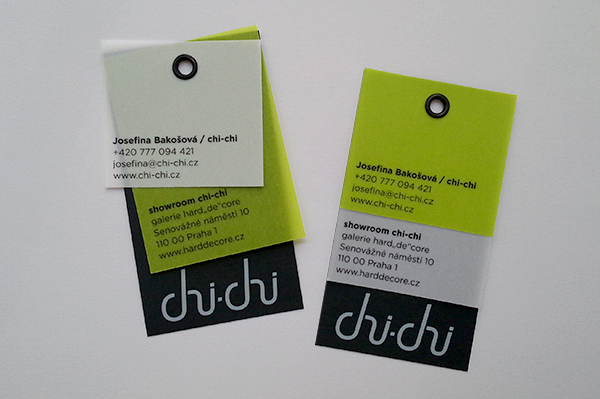 Josefina Bakošová / chi-chi
+420 777 094 421
josefina@chi-chi.cz
www.chi-chi.cz
showroom chi-chi
galerie hard„de“core
Senovážné náměstí 10
110 00 Praha 1
www.harddecore.cz
chi-chi
Josefina Bakošová / chi-chi
+420 777 094 421
josefina@chi-chi.cz
www.chi-chi.cz
showroom chi-chi
galerie hard„de“core
Senovážné náměstí 10
110 00 Praha 1
www.harddecore.cz
chi-chi